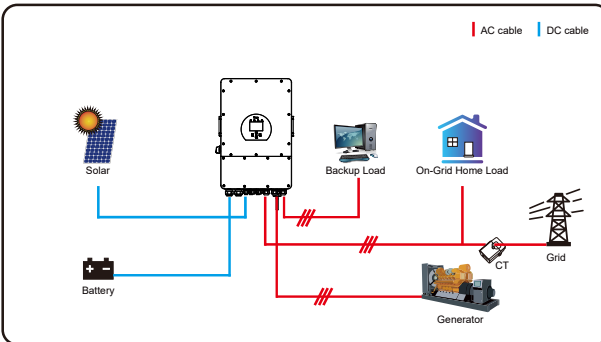 AC cable
DC cable
Solar
Backup Load
On-Grid Home Load
Grid
CT
Battery
Generator